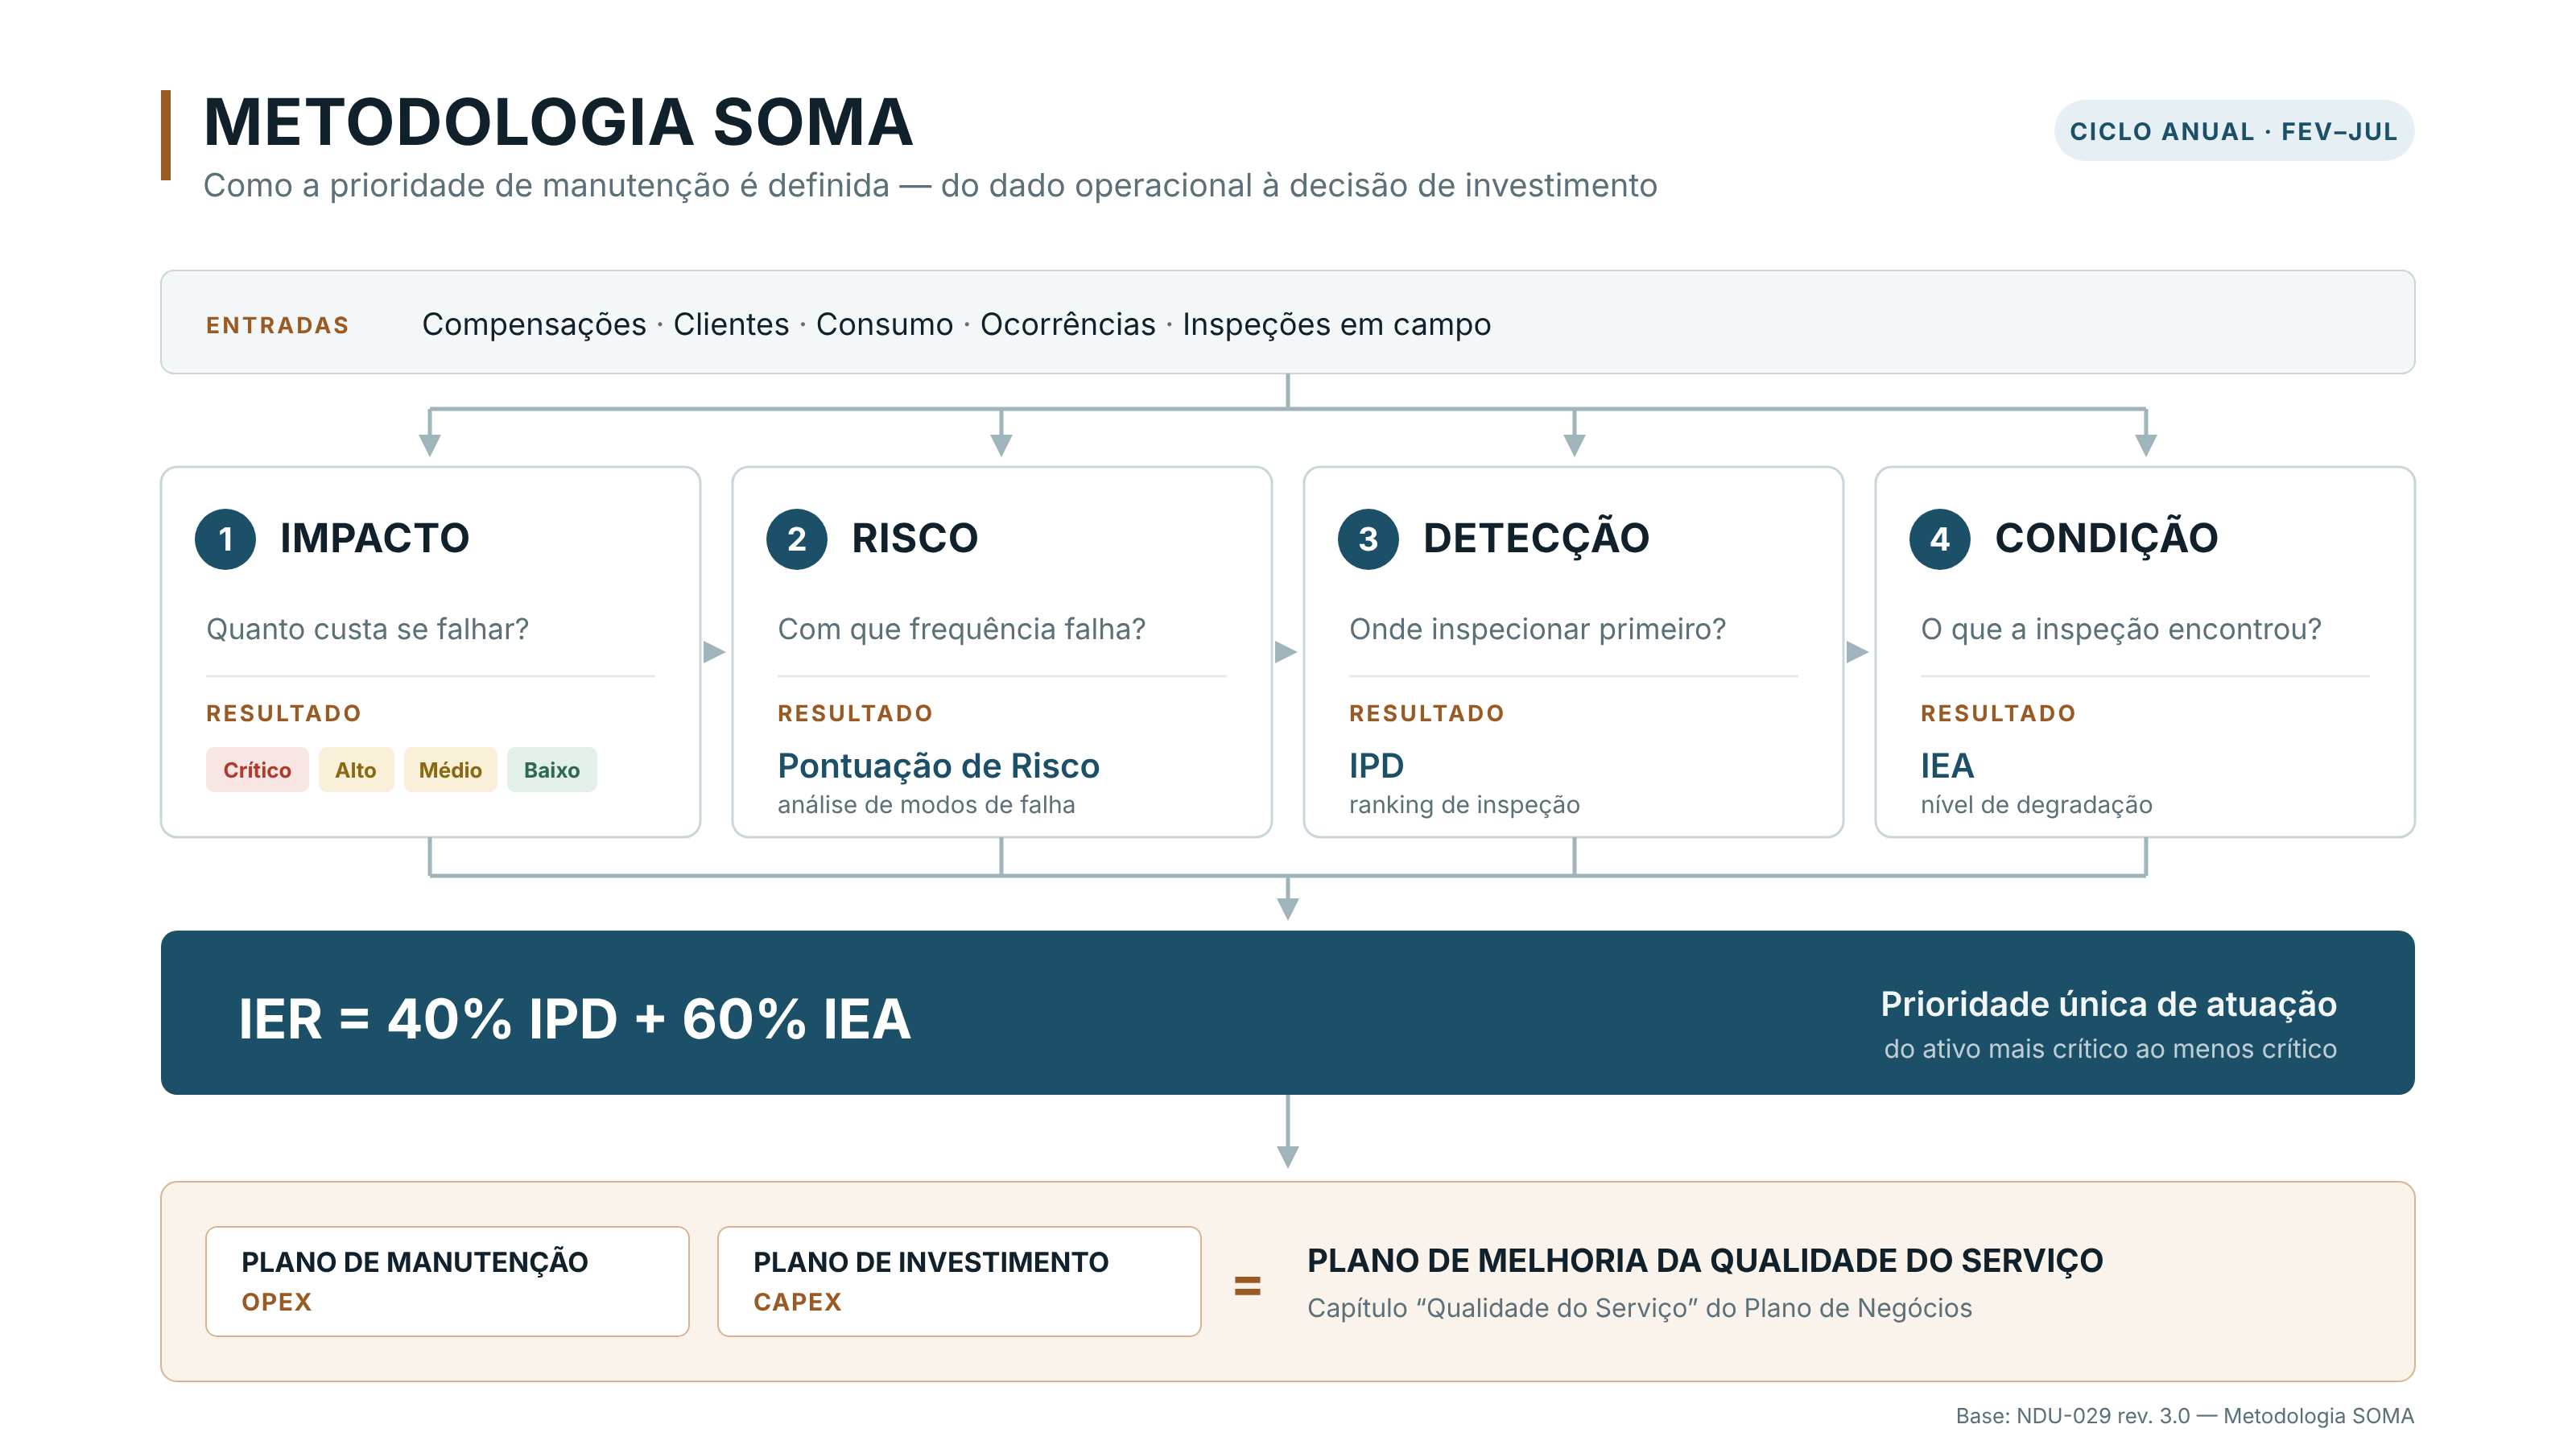 METODOLOGIA SOMA
CICLO ANUAL · FEV–JUL
Como a prioridade de manutenção é definida — do dado operacional à decisão de investimento
ENTRADAS Compensações · Clientes · Consumo · Ocorrências · Inspeções em campo
1 IMPACTO
Quanto custa se falhar?
RESULTADO
Crítico Alto Médio Baixo
2 RISCO
Com que frequência falha?
RESULTADO
Pontuação de Risco
análise de modos de falha
3 DETECÇÃO
Onde inspecionar primeiro?
RESULTADO
IPD
ranking de inspeção
4 CONDIÇÃO
O que a inspeção encontrou?
RESULTADO
IEA
nível de degradação
IER = 40% IPD + 60% IEA
Prioridade única de atuação
do ativo mais crítico ao menos crítico
PLANO DE MANUTENÇÃO
OPEX
PLANO DE INVESTIMENTO
CAPEX
=
PLANO DE MELHORIA DA QUALIDADE DO SERVIÇO
Capítulo “Qualidade do Serviço” do Plano de Negócios
Base: NDU-029 rev. 3.0 — Metodologia SOMA